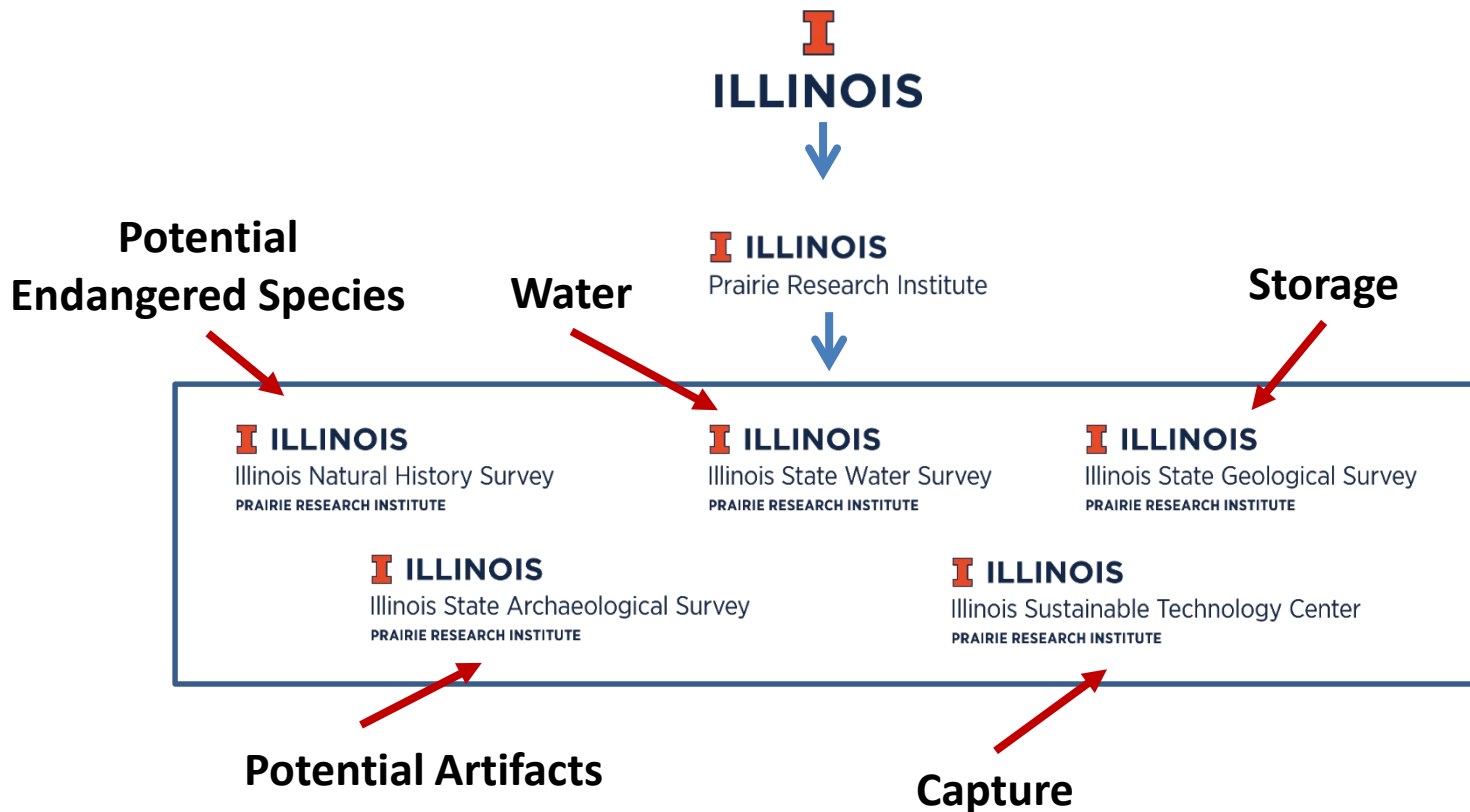 I
ILLINOIS
I ILLINOIS
Prairie Research Institute
Potential
Endangered Species
Water
Storage
I ILLINOIS
Illinois Natural History Survey
PRAIRIE RESEARCH INSTITUTE
I ILLINOIS
Illinois State Water Survey
PRAIRIE RESEARCH INSTITUTE
I ILLINOIS
Illinois State Geological Survey
PRAIRIE RESEARCH INSTITUTE
I ILLINOIS
Illinois State Archaeological Survey
PRAIRIE RESEARCH INSTITUTE
I ILLINOIS
Illinois Sustainable Technology Center
PRAIRIE RESEARCH INSTITUTE
Potential Artifacts
Capture